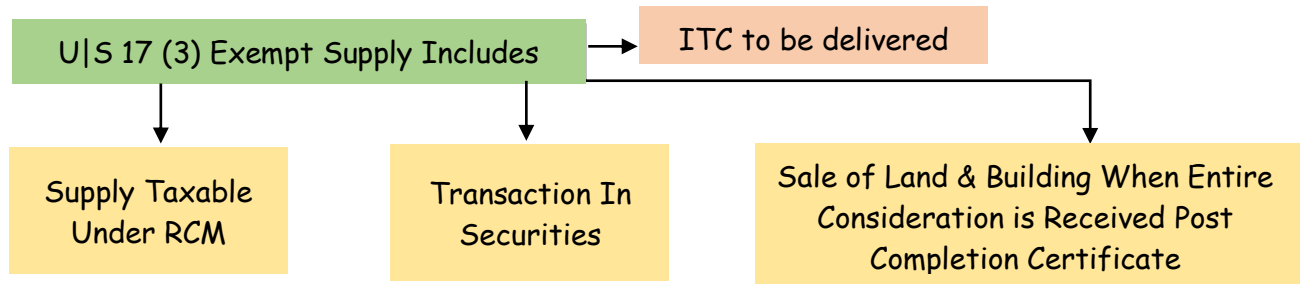 U|S 17 (3) Exempt Supply Includes
ITC to be delivered
Supply Taxable
Under RCM
Transaction In
Securities
Sale of Land & Building When Entire
Consideration is Received Post
Completion Certificate